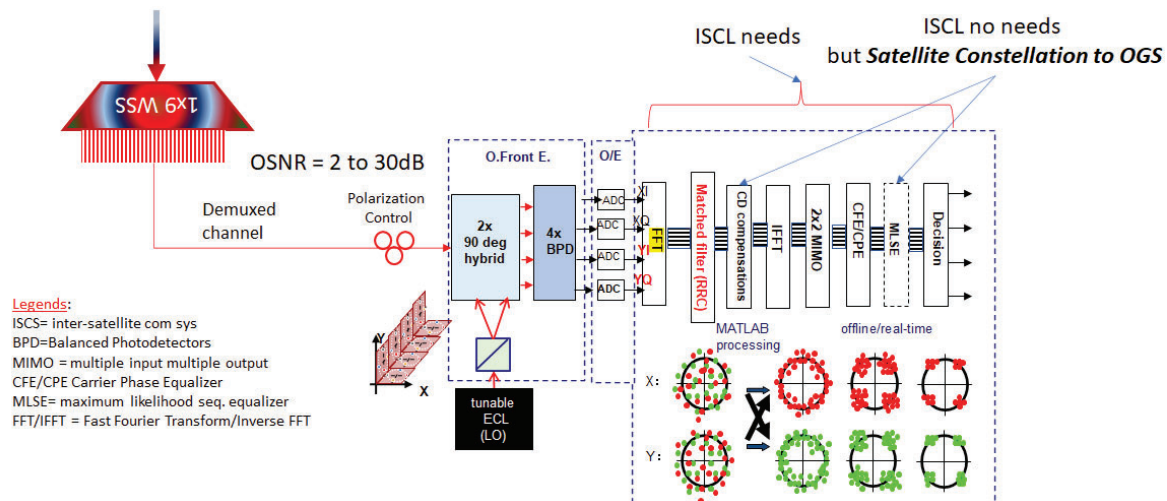 ISCL needs
ISCL no needs
but Satellite Constellation to OGS
1x9 WSS
OSNR = 2 to 30dB
Demuxed
channel
Polarization
Control
O.Front E.
O/E
2x
90 deg
hybrid
4x
BPD
ADC
ADC
ADC
ADC
XI
XQ
YI
YQ
FFT
Matched filter (RRC)
CD compensations
IFFT
2x2 MIMO
CFE/CPE
MLSE
Decision
MATLAB
processing
offline/real-time
Legends:
ISCS= inter-satellite com sys
BPD=Balanced Photodetectors
MIMO = multiple input multiple output
CFE/CPE Carrier Phase Equalizer
MLSE= maximum likelihood seq. equalizer
FFT/IFFT = Fast Fourier Transform/Inverse FFT
Y
X
tunable
ECL
(LO)
X:
Y: